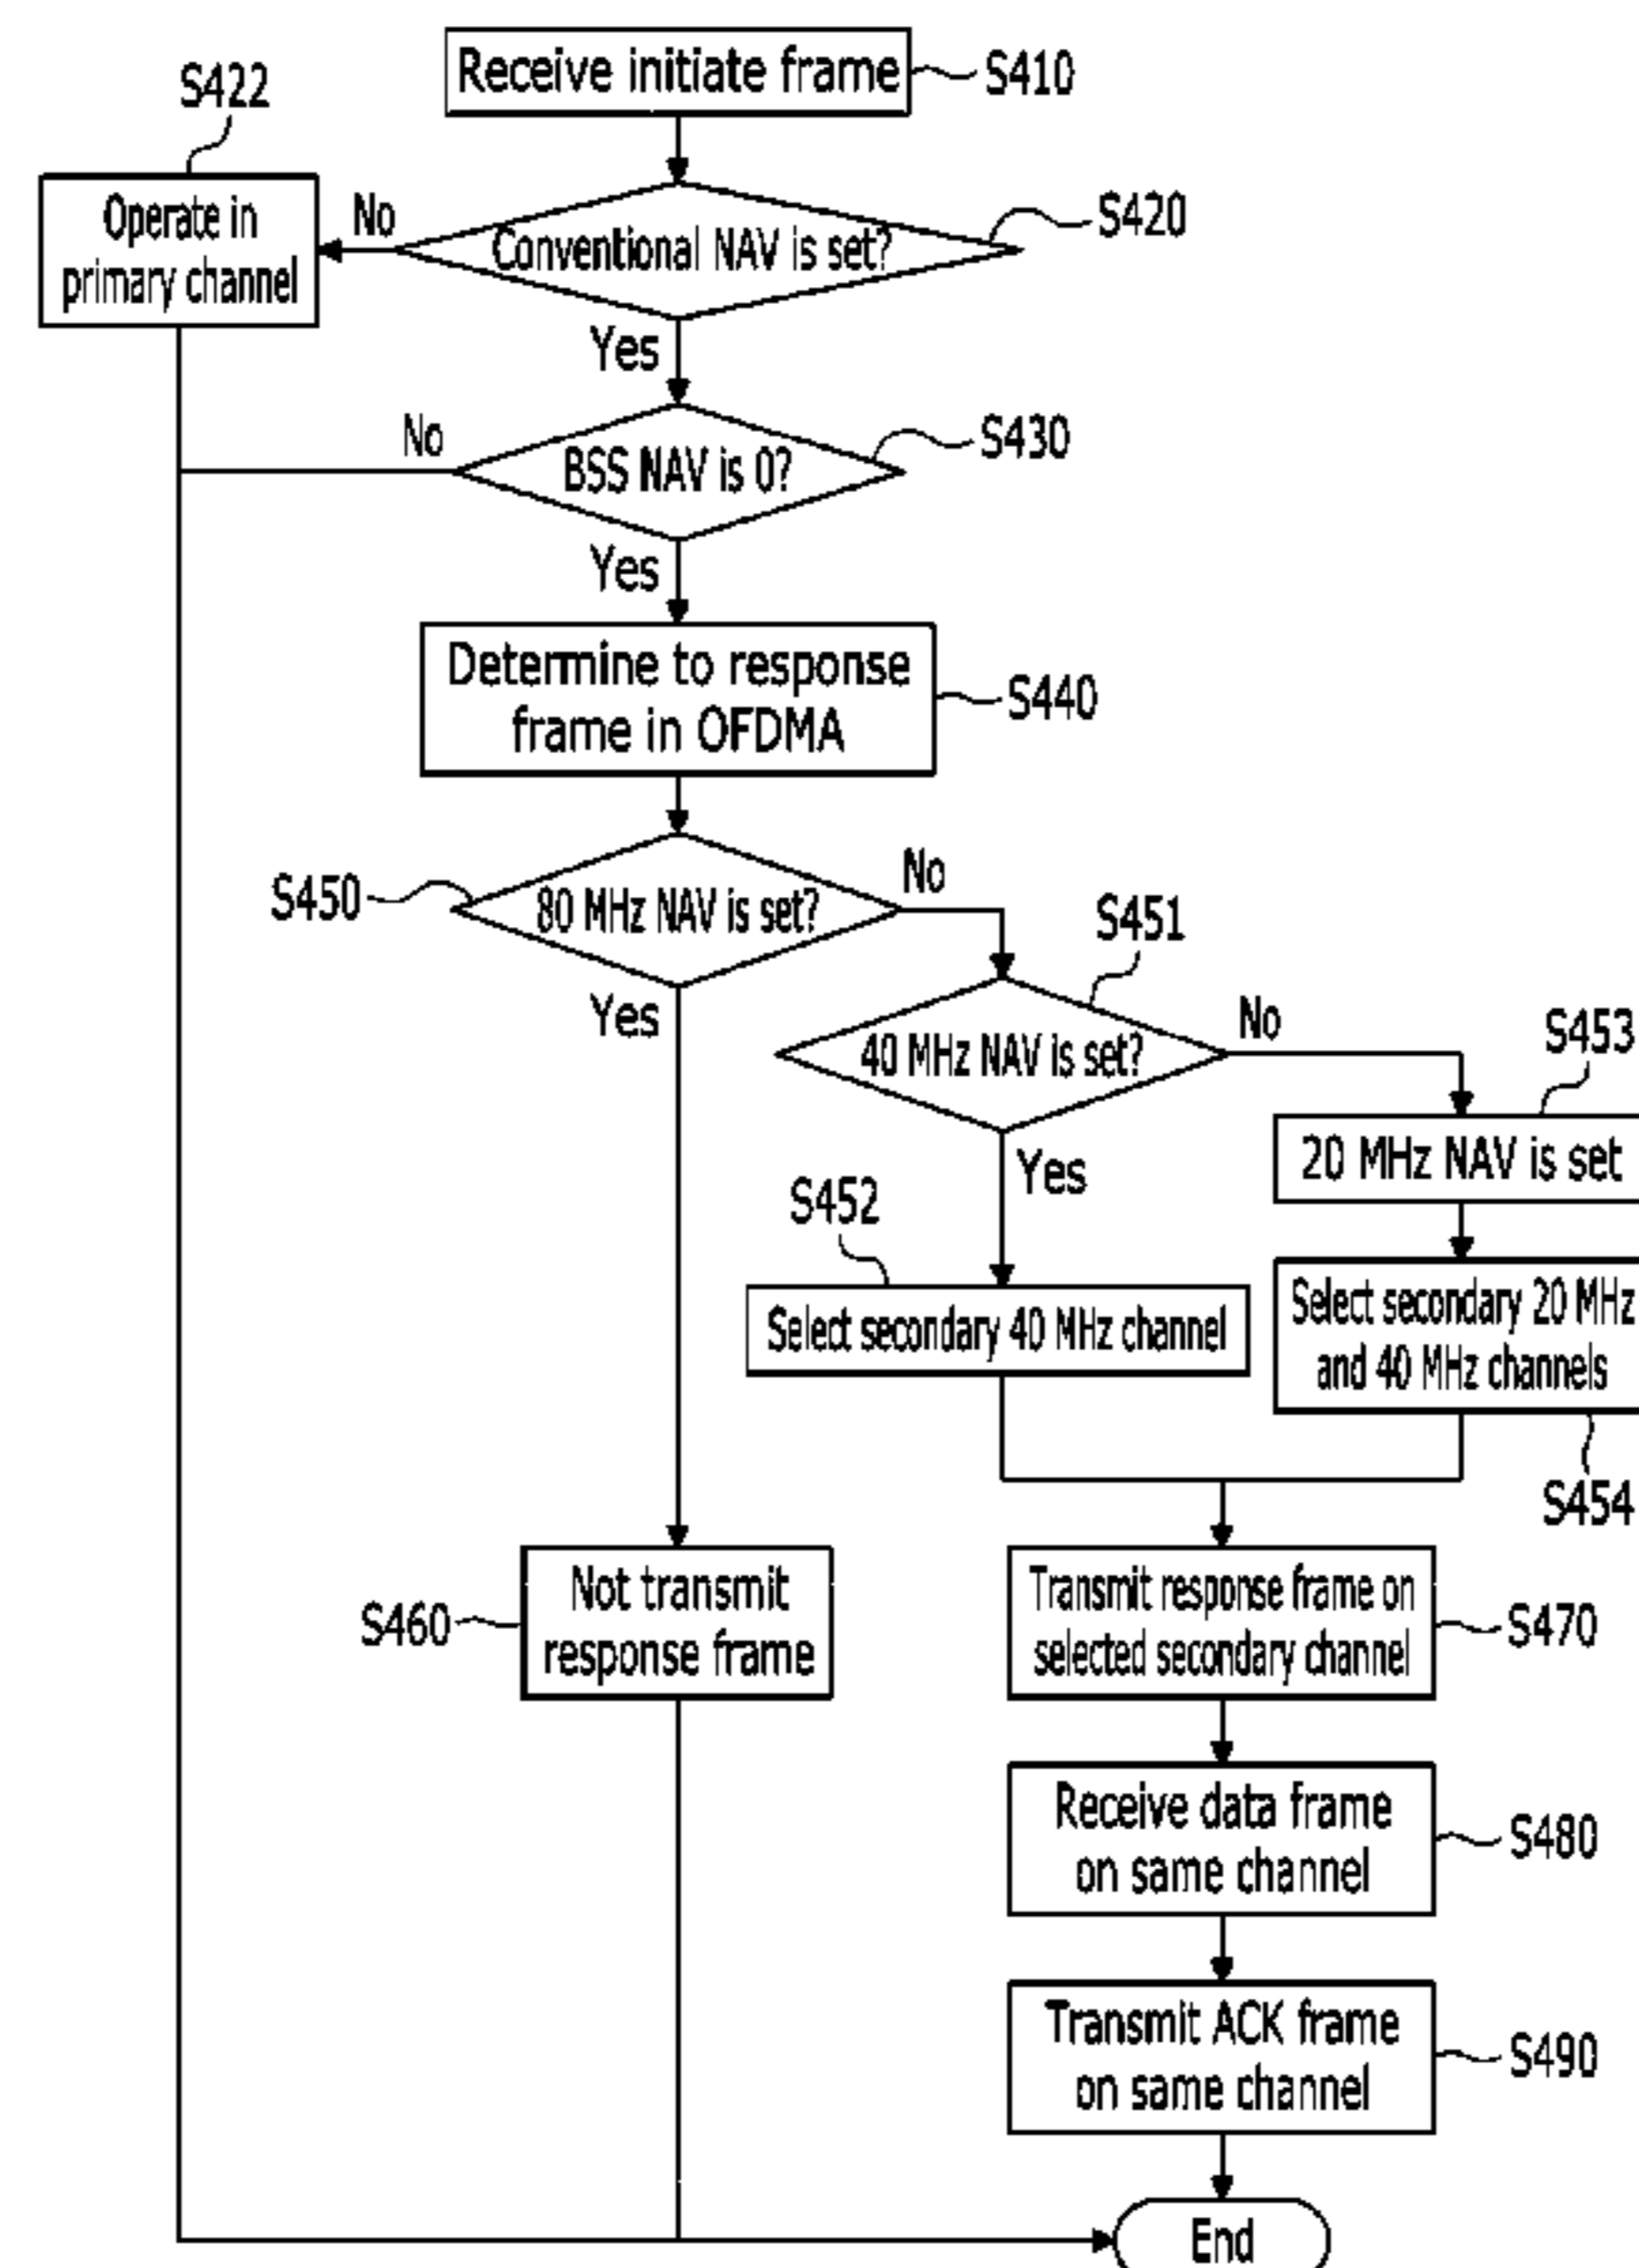 Receive initiate frame
S410
S422
Operate in
primary channel
No
Conventional NAV is set?
S420
Yes
No
BSS NAV is 0?
S430
Yes
Determine to response
frame in OFDMA
S440
S450
80 MHz NAV is set?
No
Yes
S451
40 MHz NAV is set?
No
Yes
S453
20 MHz NAV is set
S452
Select secondary 40 MHz channel
Select secondary 20 MHz
and 40 MHz channels
S454
S460
Not transmit
response frame
Transmit response frame on
selected secondary channel
S470
Receive data frame
on same channel
S480
Transmit ACK frame
on same channel
S490
End